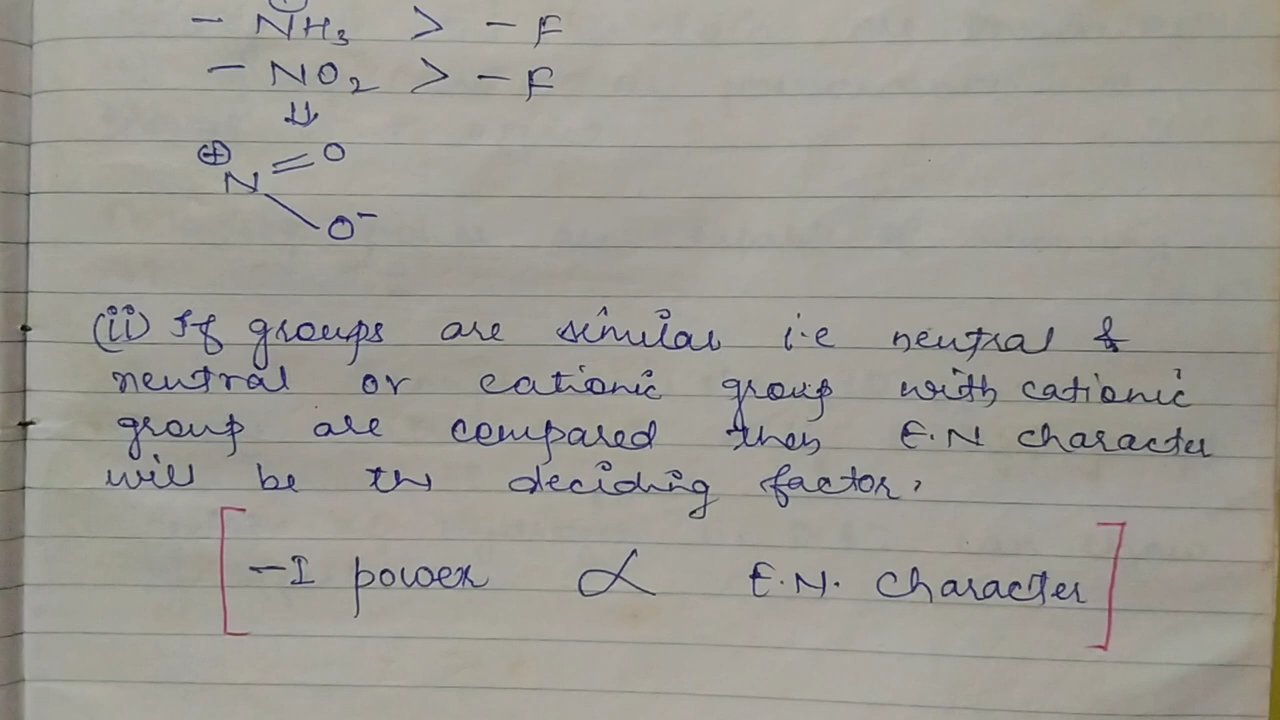 - NH₃ > - F
- NO₂ > - F
⇓
⊕
N = O
O⁻
(ii) If groups are similar i.e neutral &
neutral or cationic group with cationic
group are compared then E.N character
will be the deciding factor.
[-I power ∝ E.N. Character]